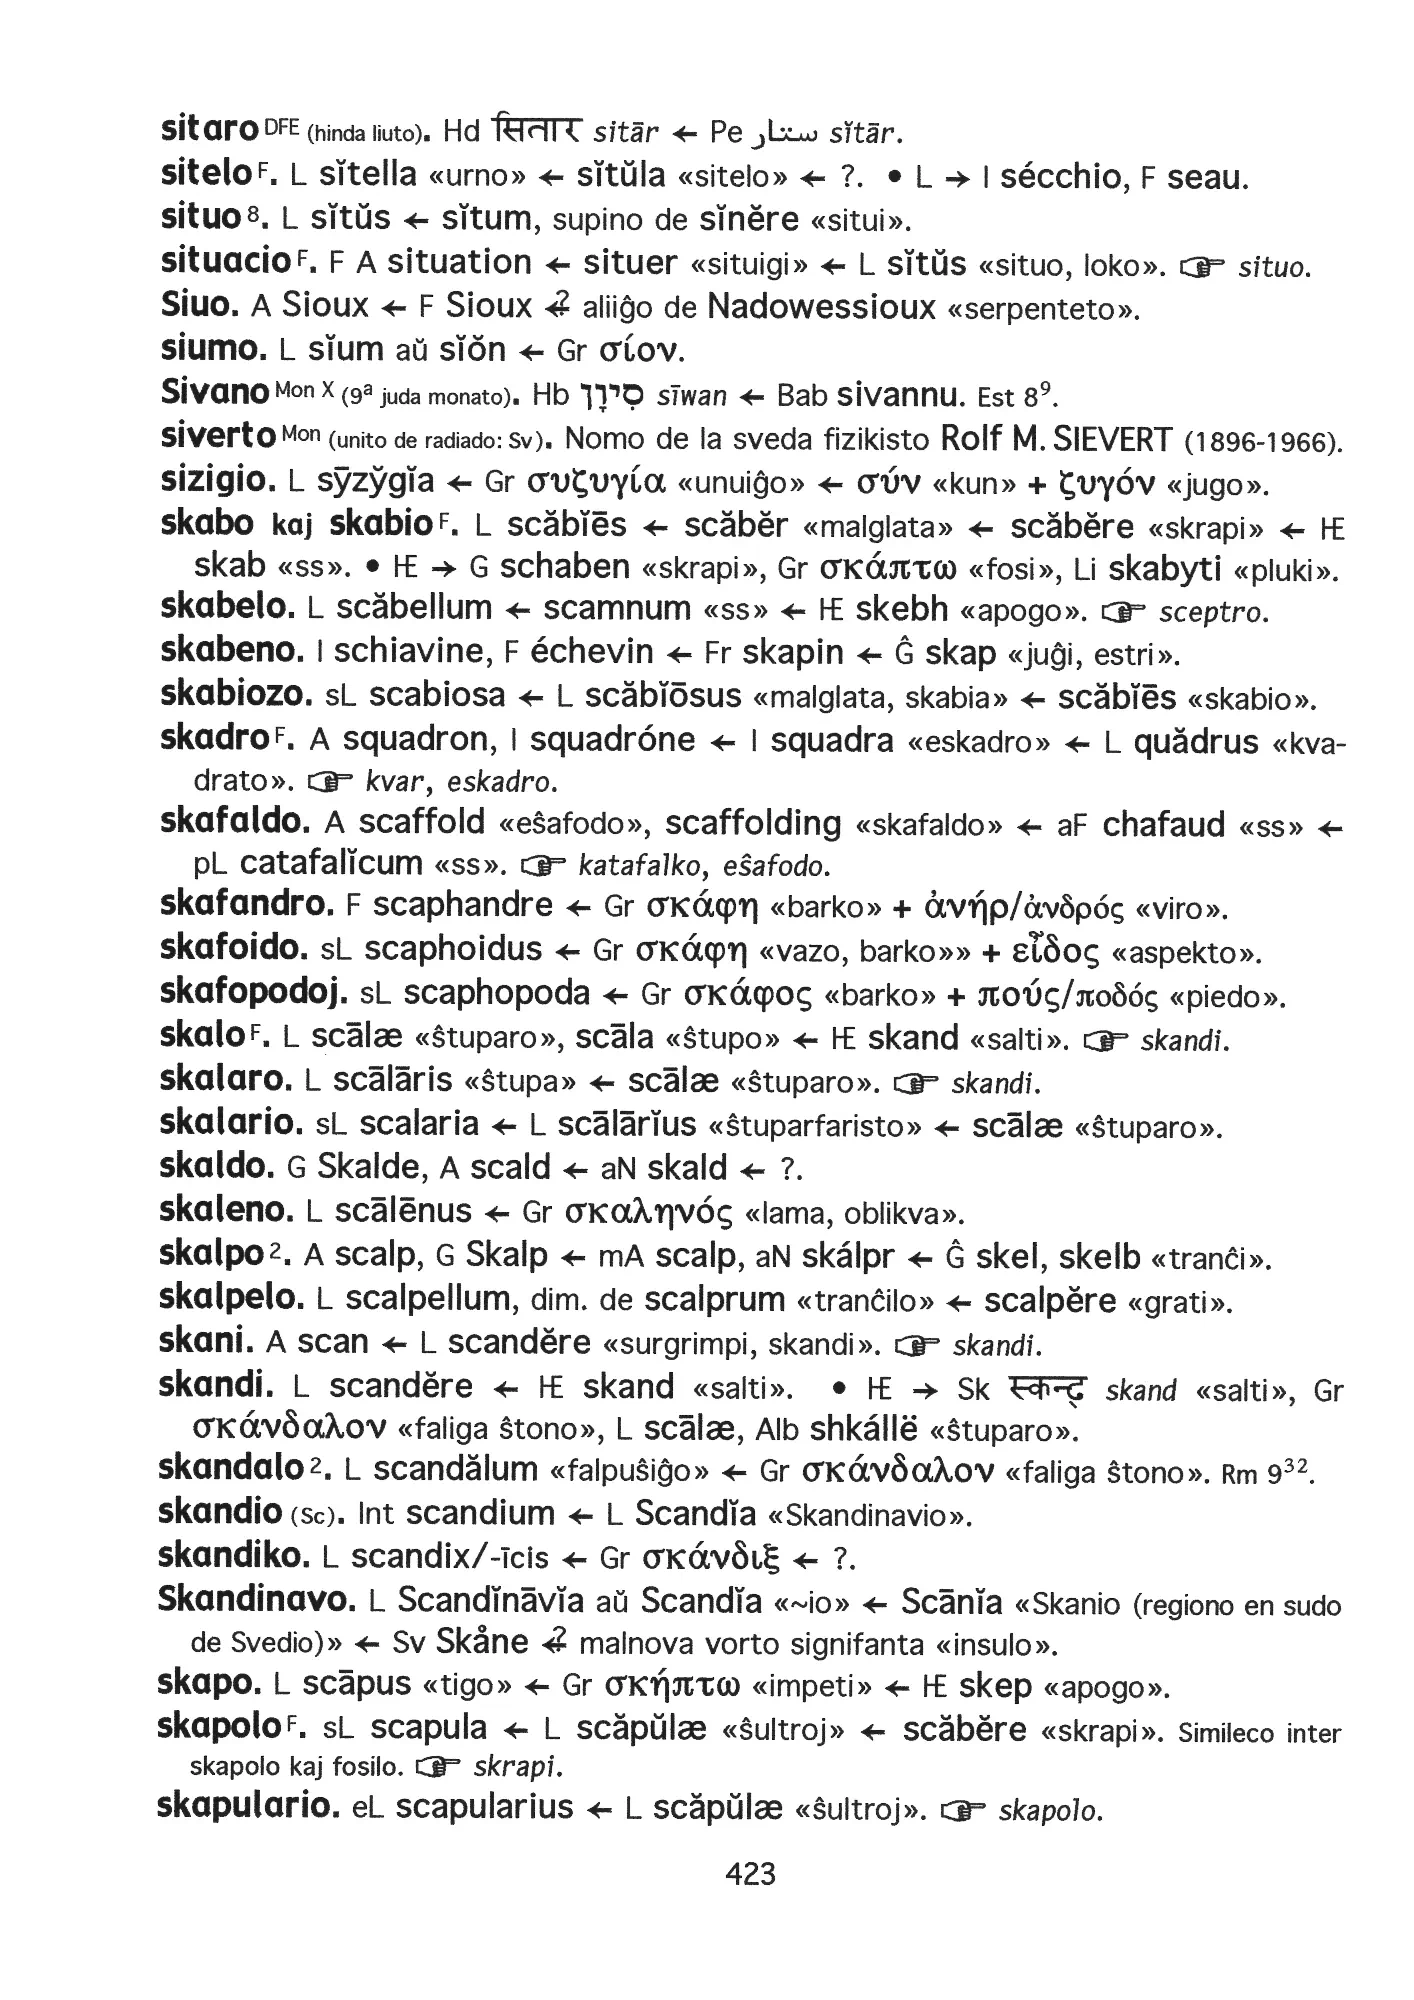 sitaro DFE (hinda liuto). Hd सितार sitār ← Pe ستار sĭtār.
sitelo F. L sĭtella «urno» ← sĭtŭla «sitelo» ← ?. • L → I sécchio, F seau.
situo 8. L sĭtŭs ← sĭtum, supino de sĭnĕre «situi».
situacio F. F A situation ← situer «situigi» ← L sĭtŭs «situo, loko». ☞ situo.
Siuo. A Sioux ← F Sioux ←? aliiĝo de Nadowessioux «serpenteto».
siumo. L sĭum aŭ sĭŏn ← Gr σίον.
Sivano Mon X (9ª juda monato). Hb סִיוָן sīwan ← Bab sivannu. Est 8⁹.
siverto Mon (unito de radiado: Sv). Nomo de la sveda fizikisto Rolf M. SIEVERT (1896-1966).
sizigio. L sȳzy̆gĭa ← Gr συζυγία «unuiĝo» ← σύν «kun» + ζυγόν «jugo».
skabo kaj skabio F. L scăbĭēs ← scăbĕr «malglata» ← scăbĕre «skrapi» ← IE
skab «ss». • IE → G schaben «skrapi», Gr σκάπτω «fosi», Li skabyti «pluki».
skabelo. L scăbellum ← scamnum «ss» ← IE skebh «apogo». ☞ sceptro.
skabeno. I schiavine, F échevin ← Fr skapin ← Ĝ skap «juĝi, estri».
skabiozo. sL scabiosa ← L scăbĭōsus «malglata, skabia» ← scăbĭēs «skabio».
skadro F. A squadron, I squadróne ← I squadra «eskadro» ← L quădrus «kva-
drato». ☞ kvar, eskadro.
skafaldo. A scaffold «eŝafodo», scaffolding «skafaldo» ← aF chafaud «ss» ←
pL catafalĭcum «ss». ☞ katafalko, eŝafodo.
skafandro. F scaphandre ← Gr σκάφη «barko» + ἀνήρ/ἀνδρός «viro».
skafoido. sL scaphoidus ← Gr σκάφη «vazo, barko»» + εἶδος «aspekto».
skafopodoj. sL scaphopoda ← Gr σκάφος «barko» + πούς/ποδός «piedo».
skalo F. L scālæ «ŝtuparo», scāla «ŝtupo» ← IE skand «salti». ☞ skandi.
skalaro. L scālāris «ŝtupa» ← scālæ «ŝtuparo». ☞ skandi.
skalario. sL scalaria ← L scālārĭus «ŝtuparfaristo» ← scālæ «ŝtuparo».
skaldo. G Skalde, A scald ← aN skald ← ?.
skaleno. L scālēnus ← Gr σκαληνός «lama, oblikva».
skalpo 2. A scalp, G Skalp ← mA scalp, aN skálpr ← Ĝ skel, skelb «tranĉi».
skalpelo. L scalpellum, dim. de scalprum «tranĉilo» ← scalpĕre «grati».
skani. A scan ← L scandĕre «surgrimpi, skandi». ☞ skandi.
skandi. L scandĕre ← IE skand «salti». • IE → Sk स्कन्द् skand «salti», Gr
σκάνδαλον «faliga ŝtono», L scālæ, Alb shkállë «ŝtuparo».
skandalo 2. L scandălum «falpuŝiĝo» ← Gr σκάνδαλον «faliga ŝtono». Rm 9³².
skandio (Sc). Int scandium ← L Scandĭa «Skandinavio».
skandiko. L scandix/-īcis ← Gr σκάνδιξ ← ?.
Skandinavo. L Scandĭnāvĭa aŭ Scandĭa «~io» ← Scānĭa «Skanio (regiono en sudo
de Svedio)» ← Sv Skåne ←? malnova vorto signifanta «insulo».
skapo. L scāpus «tigo» ← Gr σκήπτω «impeti» ← IE skep «apogo».
skapolo F. sL scapula ← L scăpŭlæ «ŝultroj» ← scăbĕre «skrapi». Simileco inter
skapolo kaj fosilo. ☞ skrapi.
skapulario. eL scapularius ← L scăpŭlæ «ŝultroj». ☞ skapolo.
423